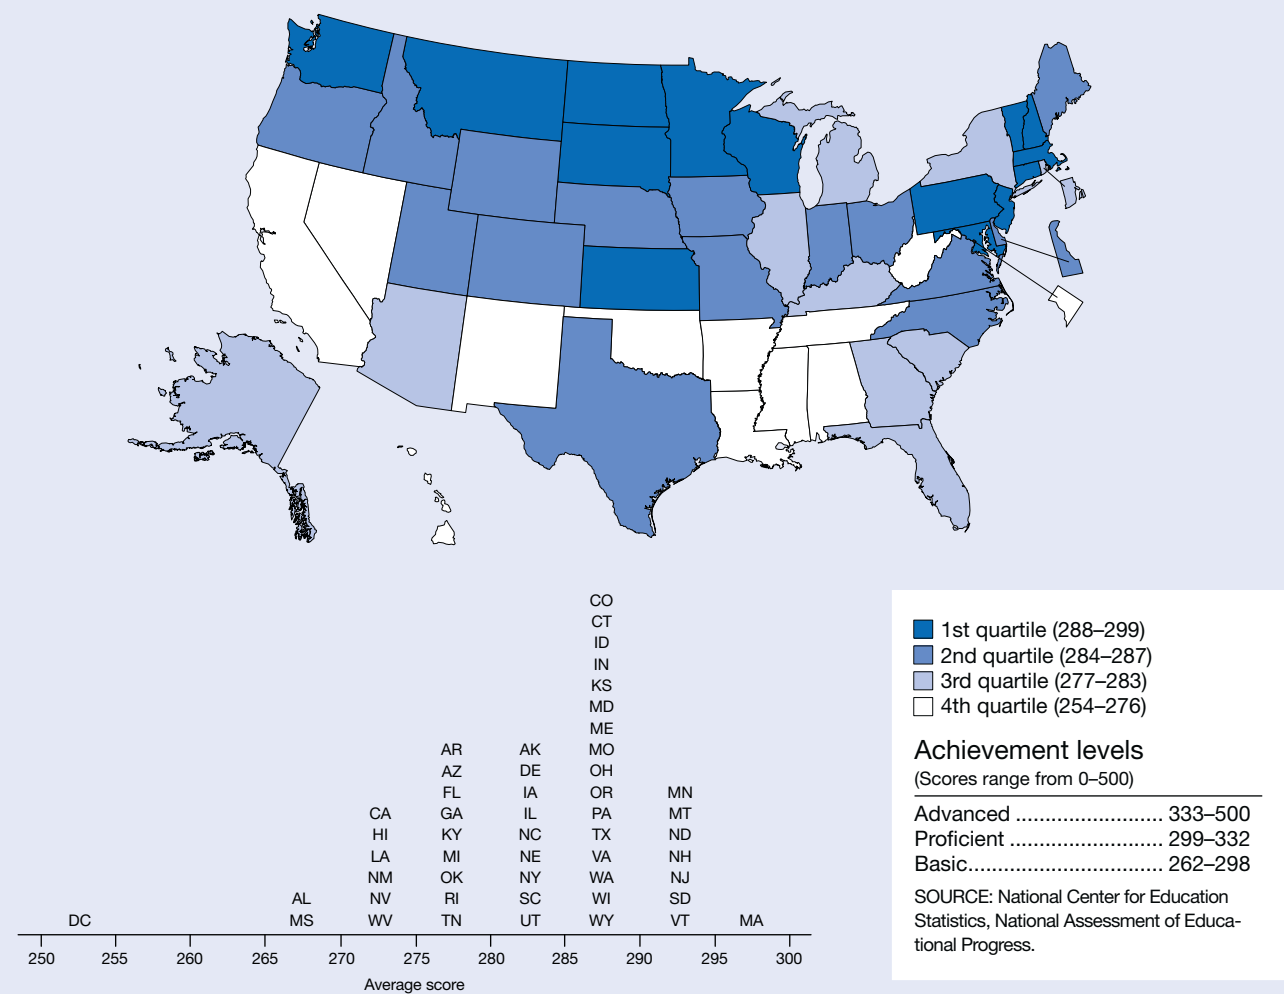 CO
CT
ID
IN
KS
MD
ME
AR AK MO
AZ DE OH
FL IA OR MN
CA GA IL PA MT
HI KY NC TX ND
LA MI NE VA NH
NM OK NY WA NJ
AL NV RI SC WI SD
DC MS WV TN UT WY VT MA
250 255 260 265 270 275 280 285 290 295 300
Average score
1st quartile (288–299)
2nd quartile (284–287)
3rd quartile (277–283)
4th quartile (254–276)
Achievement levels
(Scores range from 0–500)
Advanced .......................... 333–500
Proficient ........................... 299–332
Basic................................... 262–298
SOURCE: National Center for Education
Statistics, National Assessment of Educa-
tional Progress.